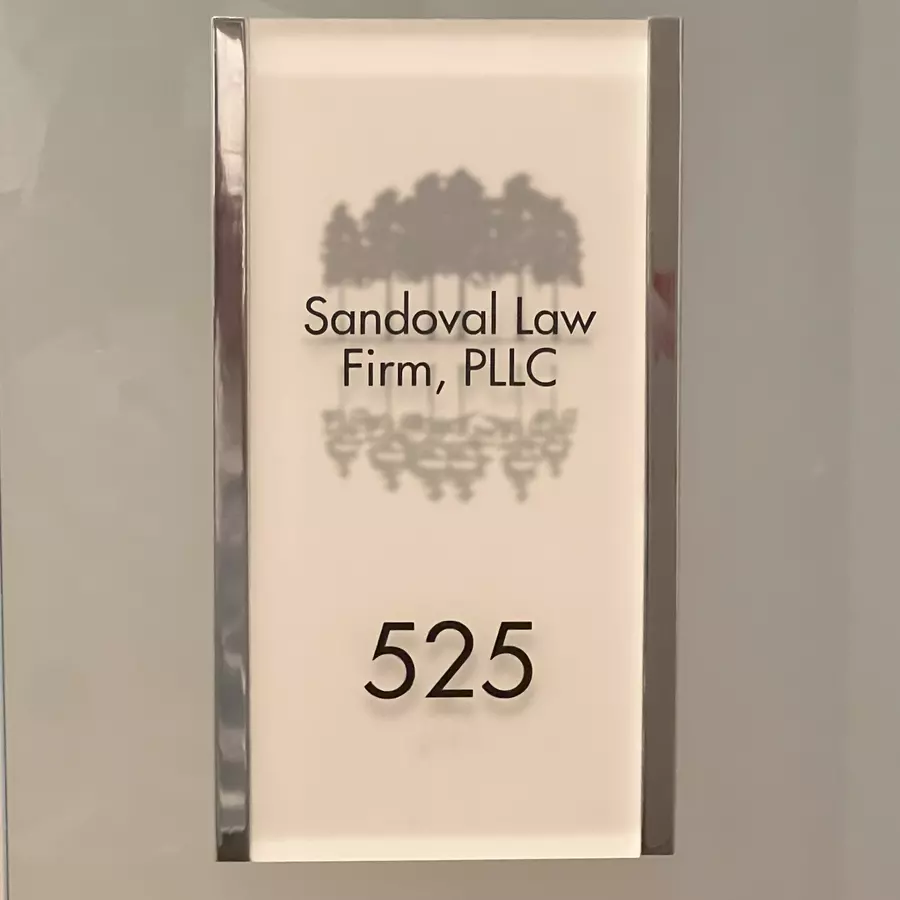 Sandoval Law
Firm, PLLC
525